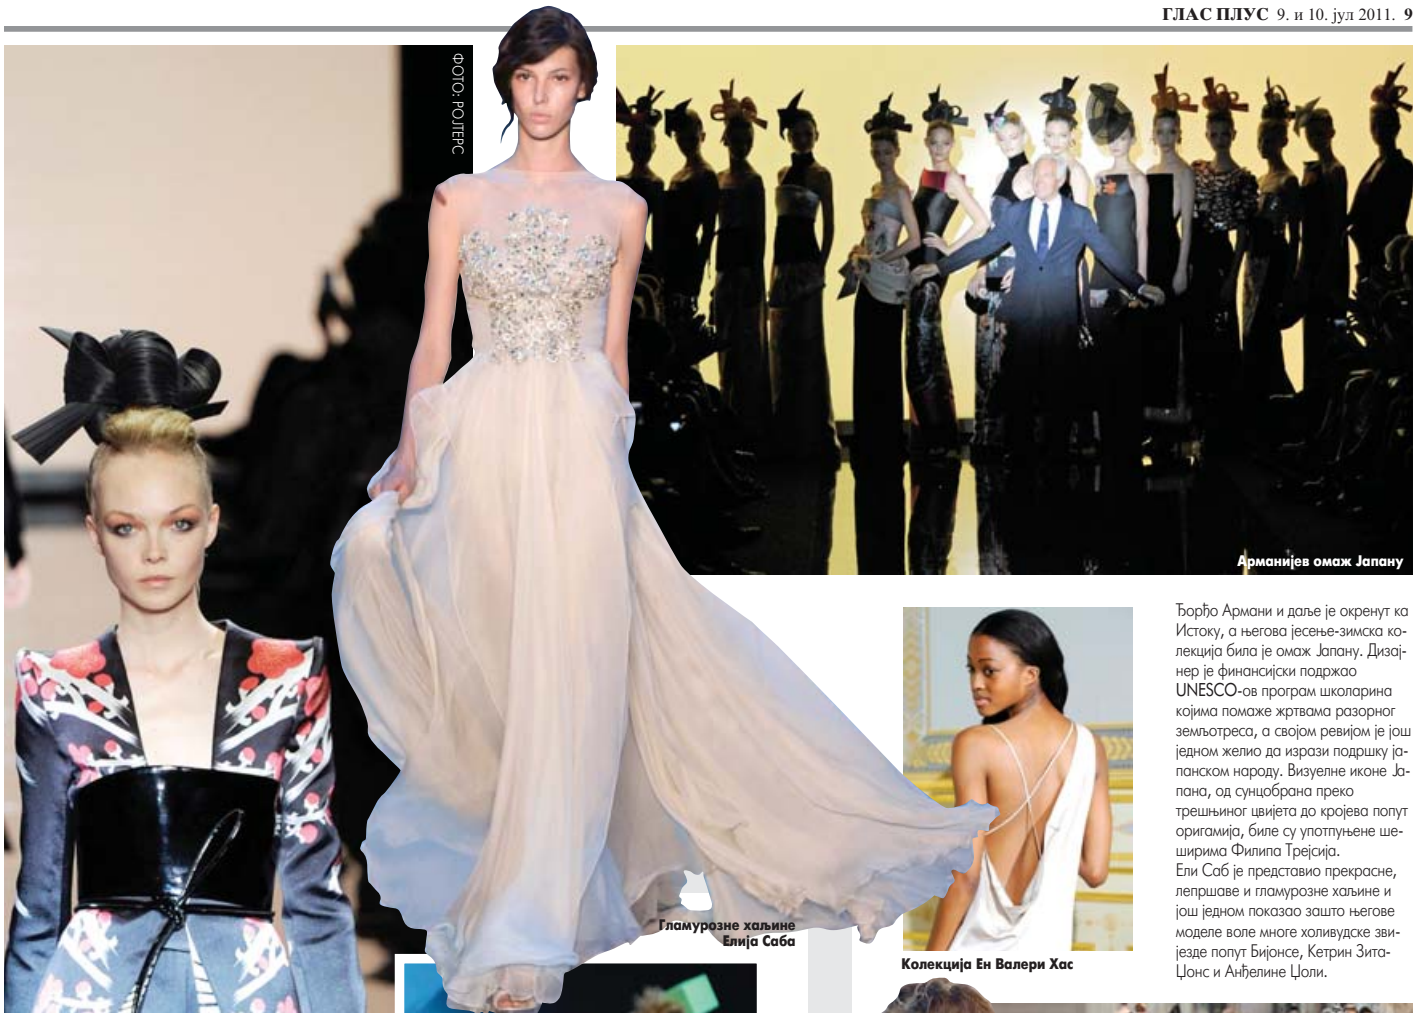 ГЛАС ПЛУС 9. и 10. јул 2011. 9
ФОТО: РОЈТЕРС
Арманијев омаж Јапану
Ђорђо Армани и даље је окренут ка
Истоку, а његова јесење-зимска ко-
лекција била је омаж Јапану. Дизај-
нер је финансијски подржао
UNESCO-ов програм школарина
којима помаже жртвама разорног
земљотреса, а својом ревијом је још
једном желио да изрази подршку ја-
панском народу. Визуелне иконе Ја-
пана, од сунцобрана преко
трешњиног цвијета до кројева попут
оригамија, биле су употпуњене ше-
ширима Филипа Трејсија.
Ели Саб је представио прекрасне,
лепршаве и гламурозне хаљине и
још једном показао зашто његове
моделе воле многе холивудске зви-
језде попут Бијонсе, Кетрин Зита-
Џонс и Анђелине Џоли.
Гламурозне хаљине
Елија Саба
Колекција Ен Валери Хас